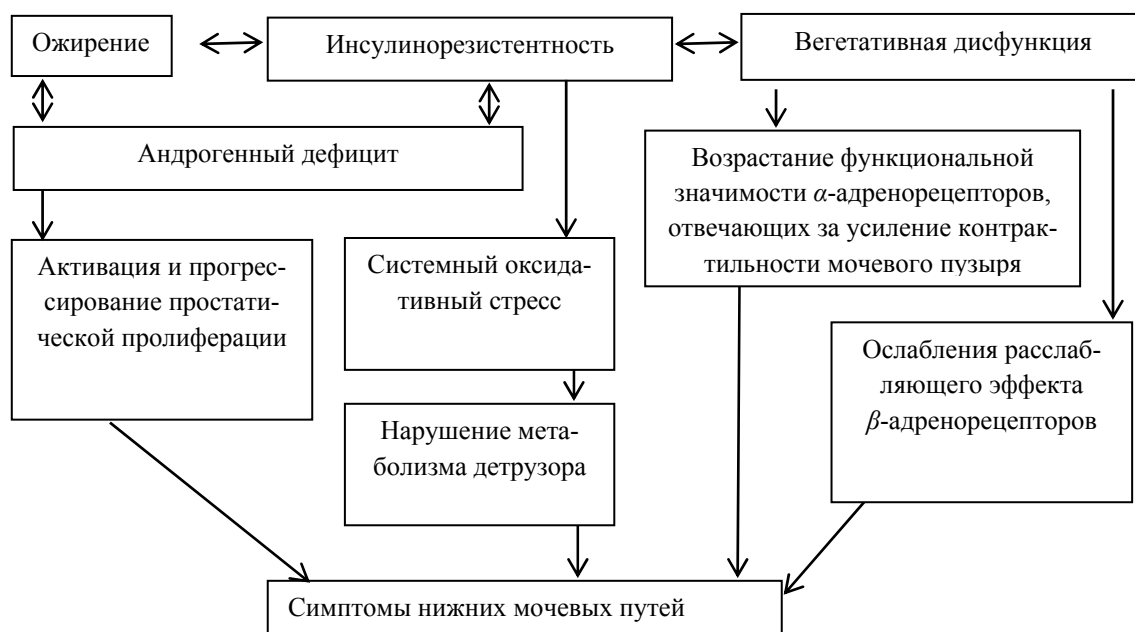 Ожирение
Инсулинорезистентность
Вегетативная дисфункция
Андрогенный дефицит
Возрастание функциональной
значимости α-адренорецепторов,
отвечающих за усиление контрак-
тильности мочевого пузыря
Активация и прогрес-
сирование простати-
ческой пролиферации
Системный оксида-
тивный стресс
Ослабления расслаб-
ляющего эффекта
β-адренорецепторов
Нарушение мета-
болизма детрузора
Симптомы нижних мочевых путей